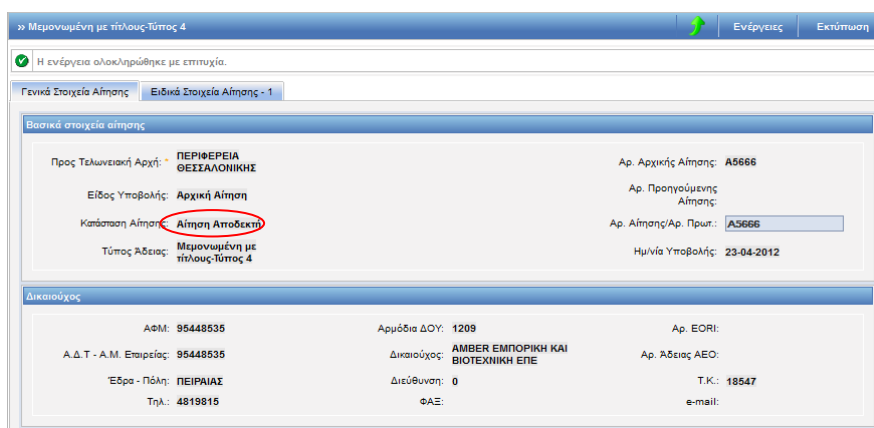 » Μεμονωμένη με τίτλους-Τύπος 4 Ενέργειες Εκτύπωση
Η ενέργεια ολοκληρώθηκε με επιτυχία.
Γενικά Στοιχεία Αίτησης Ειδικά Στοιχεία Αίτησης - 1
Βασικά στοιχεία αίτησης
Προς Τελωνειακή Αρχή: * ΠΕΡΙΦΕΡΕΙΑ ΘΕΣΣΑΛΟΝΙΚΗΣ Αρ. Αρχικής Αίτησης: Α5666
Είδος Υποβολής: Αρχική Αίτηση Αρ. Προηγούμενης Αίτησης:
Κατάσταση Αίτησης: Αίτηση Αποδεκτή Αρ. Αίτησης/Αρ. Πρωτ.: Α5666
Τύπος Άδειας: Μεμονωμένη με τίτλους-Τύπος 4 Ημ/νία Υποβολής: 23-04-2012
Δικαιούχος
ΑΦΜ: 95448535 Αρμόδια ΔΟΥ: 1209 Αρ. EORI:
Α.Δ.Τ - Α.Μ. Εταιρείας: 95448535 Δικαιούχος: AMBER ΕΜΠΟΡΙΚΗ ΚΑΙ ΒΙΟΤΕΧΝΙΚΗ ΕΠΕ Αρ. Άδειας ΑΕΟ:
Έδρα - Πόλη: ΠΕΙΡΑΙΑΣ Διεύθυνση: 0 Τ.Κ.: 18547
Τηλ.: 4819815 ΦΑΞ: e-mail: